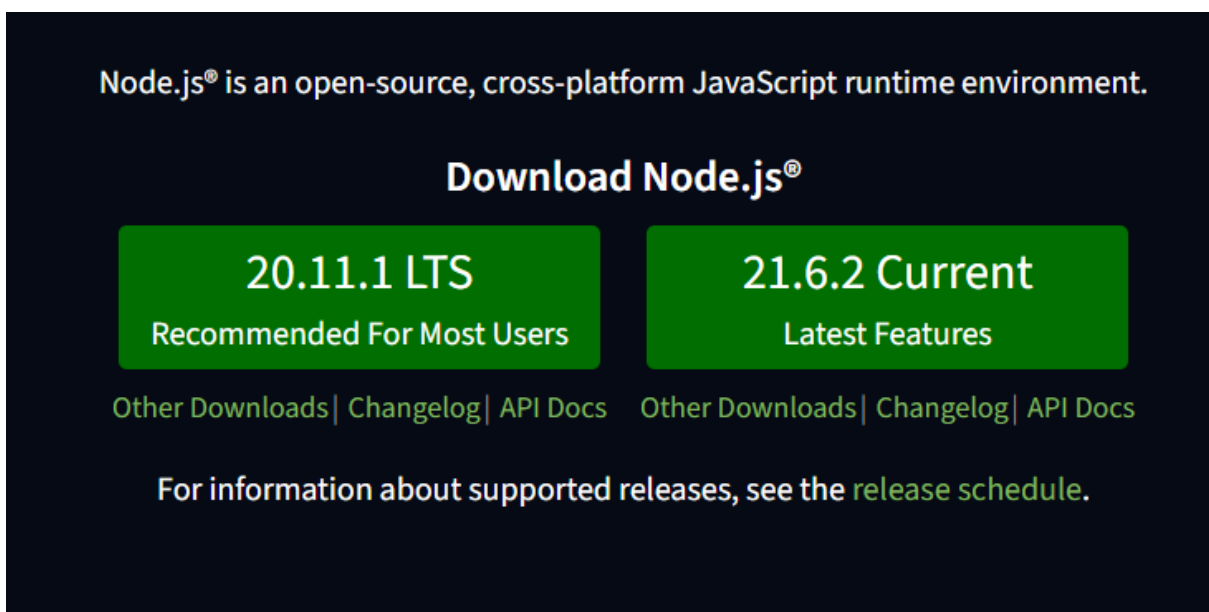 Node.js® is an open-source, cross-platform JavaScript runtime environment.
Download Node.js®
20.11.1 LTS
Recommended For Most Users
21.6.2 Current
Latest Features
Other Downloads| Changelog| API Docs
Other Downloads| Changelog| API Docs
For information about supported releases, see the release schedule.